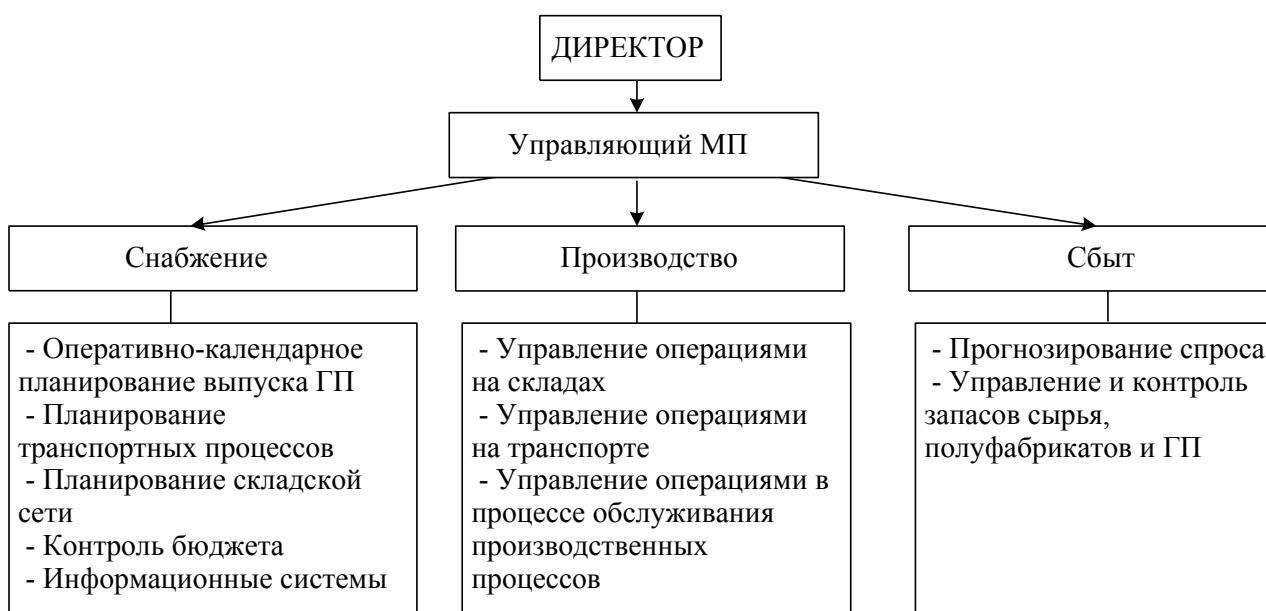 ДИРЕКТОР
Управляющий МП
Снабжение
Производство
Сбыт
- Оперативно-календарное
планирование выпуска ГП
- Планирование
транспортных процессов
- Планирование складской
сети
- Контроль бюджета
- Информационные системы
- Управление операциями
на складах
- Управление операциями
на транспорте
- Управление операциями в
процессе обслуживания
производственных
процессов
- Прогнозирование спроса
- Управление и контроль
запасов сырья,
полуфабрикатов и ГП